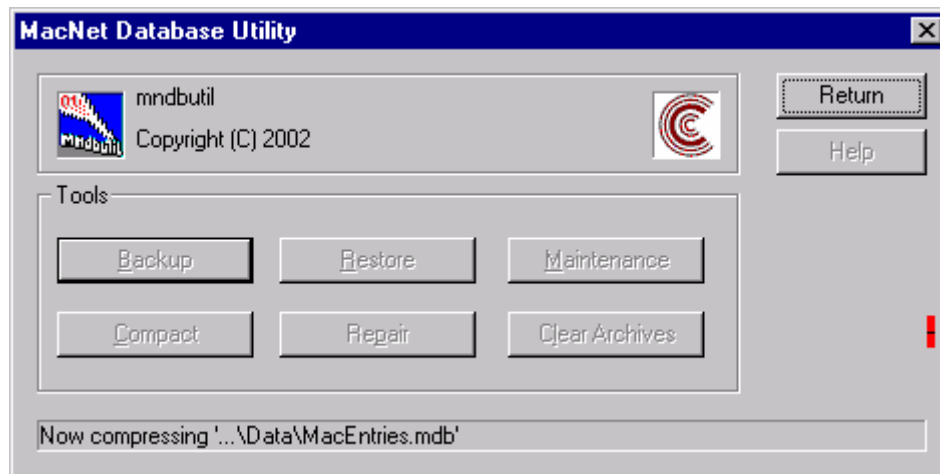 MacNet Database Utility
mndbutil
Copyright (C) 2002
Return
Help
Tools
Backup
Restore
Maintenance
Compact
Repair
Clear Archives
Now compressing '...\Data\MacEntries.mdb'